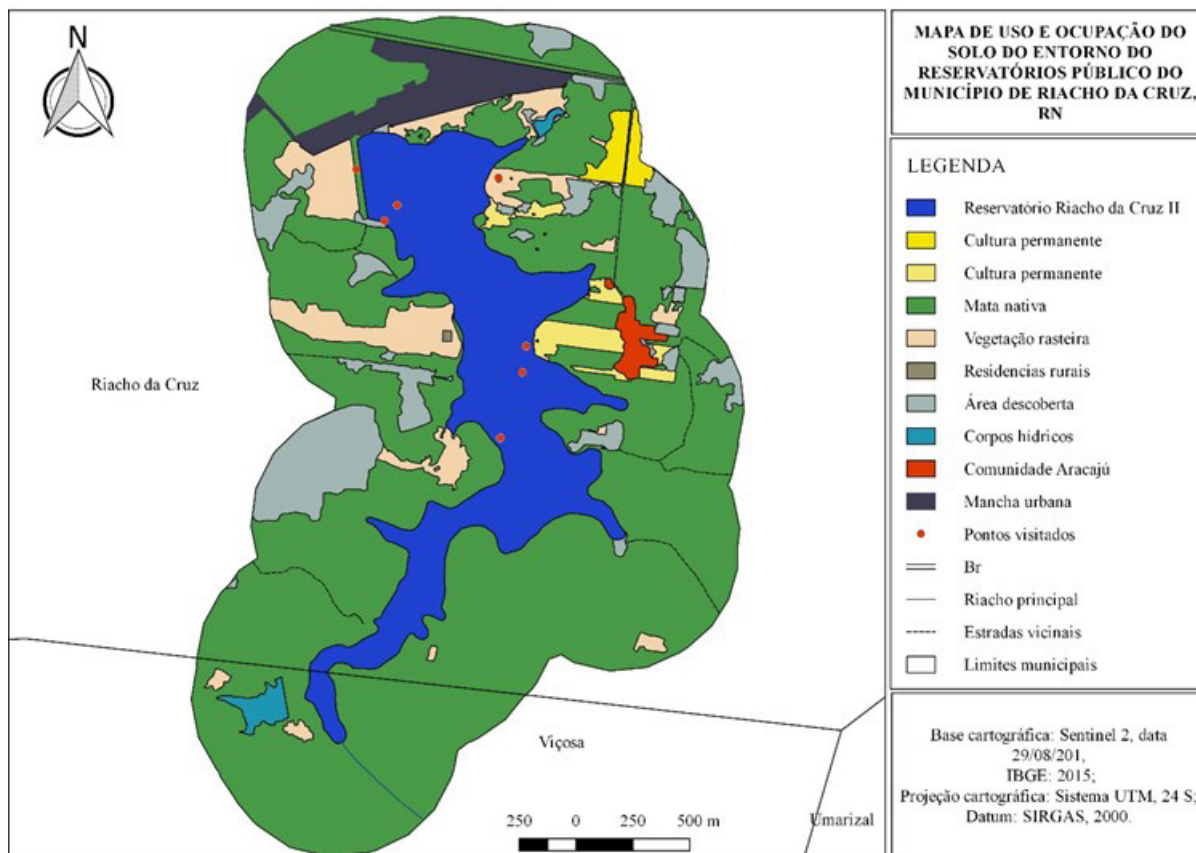 N
MAPA DE USO E OCUPAÇÃO DO
SOLO DO ENTORNO DO
RESERVATÓRIOS PÚBLICO DO
MUNICÍPIO DE RIACHO DA CRUZ,
RN
LEGENDA
Reservatório Riacho da Cruz II
Cultura permanente
Cultura permanente
Mata nativa
Vegetação rasteira
Residencias rurais
Área descoberta
Corpos hídricos
Comunidade Aracajú
Mancha urbana
Pontos visitados
Br
Riacho principal
Estradas vicinais
Limites municipais
Riacho da Cruz
Viçosa
Umarizal
250 0 250 500 m
Base cartográfica: Sentinel 2, data
29/08/201,
IBGE: 2015;
Projeção cartográfica: Sistema UTM, 24 S;
Datum: SIRGAS, 2000.